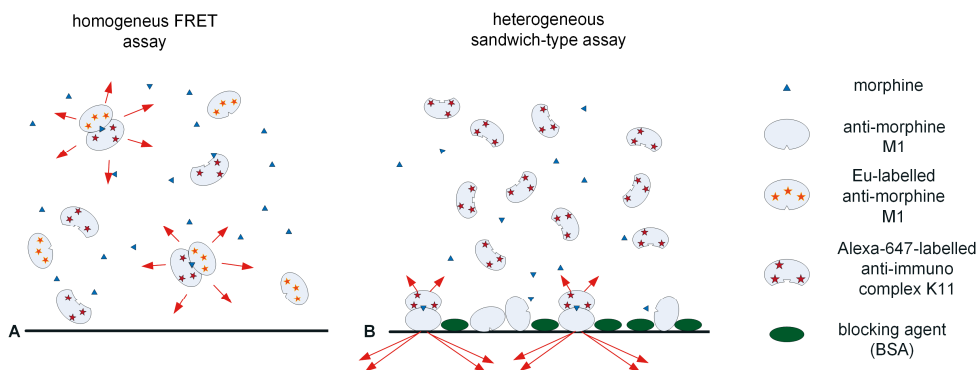 homogeneus FRET
assay
heterogeneous
sandwich-type assay
morphine
anti-morphine
M1
Eu-labelled
anti-morphine
M1
Alexa-647-labelled
anti-immuno
complex K11
blocking agent
(BSA)
A
B